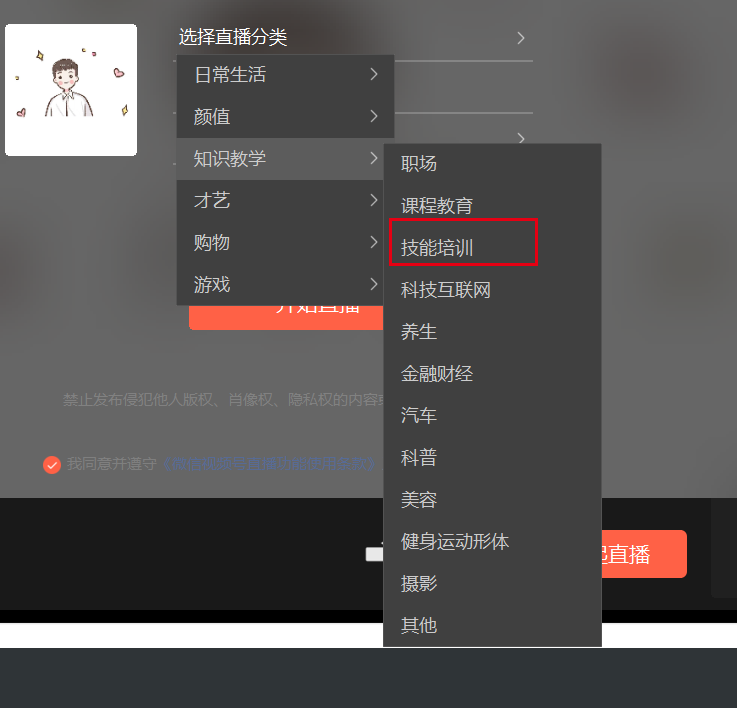 选择直播分类
日常生活
颜值
知识教学
才艺
购物
游戏
职场
课程教育
技能培训
科技互联网
养生
金融财经
汽车
科普
美容
健身运动形体
摄影
其他
开始直播
禁止发布侵犯他人版权、肖像权、隐私权的内容
我同意并遵守
起直播